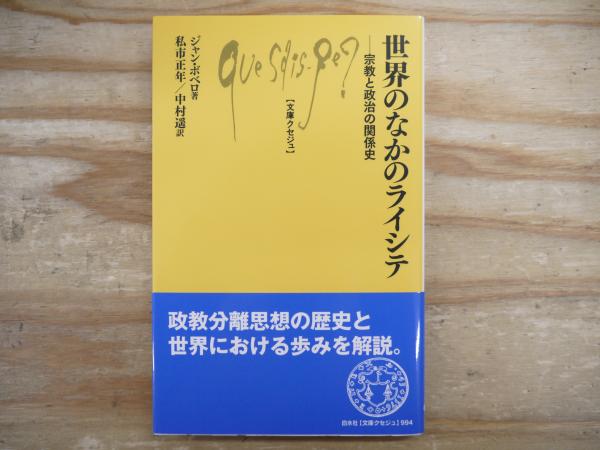 世界のなかのライシテ
─宗教と政治の関係史
Que sais-je?
【文庫クセジュ】
ジャン・ボベロ著
私市正年／中村遥訳
政教分離思想の歴史と
世界における歩みを解説。
白水社【文庫クセジュ】994